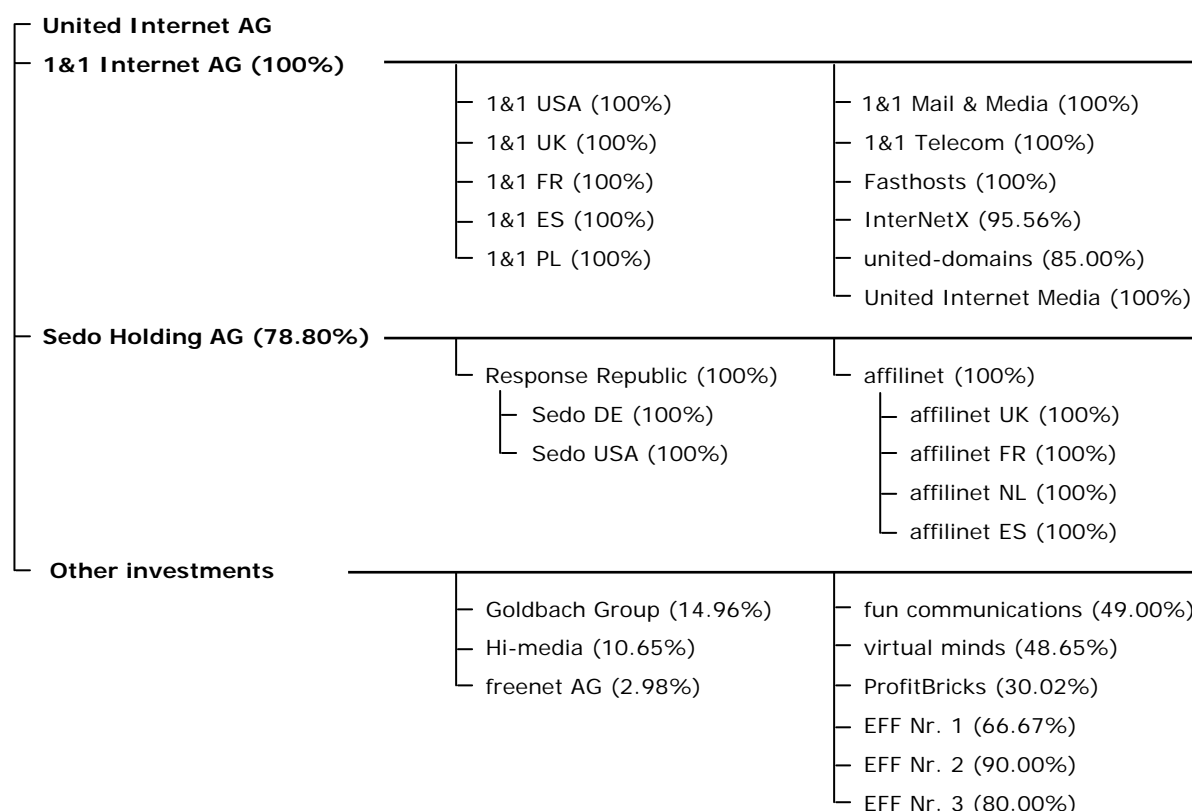 United Internet AG
1&1 Internet AG (100%)
1&1 USA (100%)
1&1 UK (100%)
1&1 FR (100%)
1&1 ES (100%)
1&1 PL (100%)
1&1 Mail & Media (100%)
1&1 Telecom (100%)
Fasthosts (100%)
InterNetX (95.56%)
united-domains (85.00%)
United Internet Media (100%)
Sedo Holding AG (78.80%)
Response Republic (100%)
Sedo DE (100%)
Sedo USA (100%)
affilinet (100%)
affilinet UK (100%)
affilinet FR (100%)
affilinet NL (100%)
affilinet ES (100%)
Other investments
Goldbach Group (14.96%)
Hi-media (10.65%)
freenet AG (2.98%)
fun communications (49.00%)
virtual minds (48.65%)
ProfitBricks (30.02%)
EFF Nr. 1 (66.67%)
EFF Nr. 2 (90.00%)
EFF Nr. 3 (80.00%)